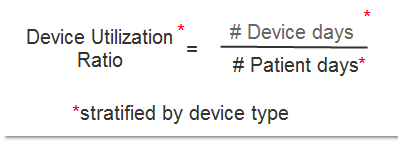 Device Utilization * = # Device days *
Ratio # Patient days*
*stratified by device type